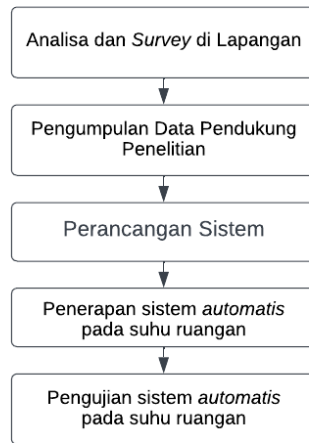 Analisa dan Survey di Lapangan
Pengumpulan Data Pendukung
Penelitian
Perancangan Sistem
Penerapan sistem automatis
pada suhu ruangan
Pengujian sistem automatis
pada suhu ruangan